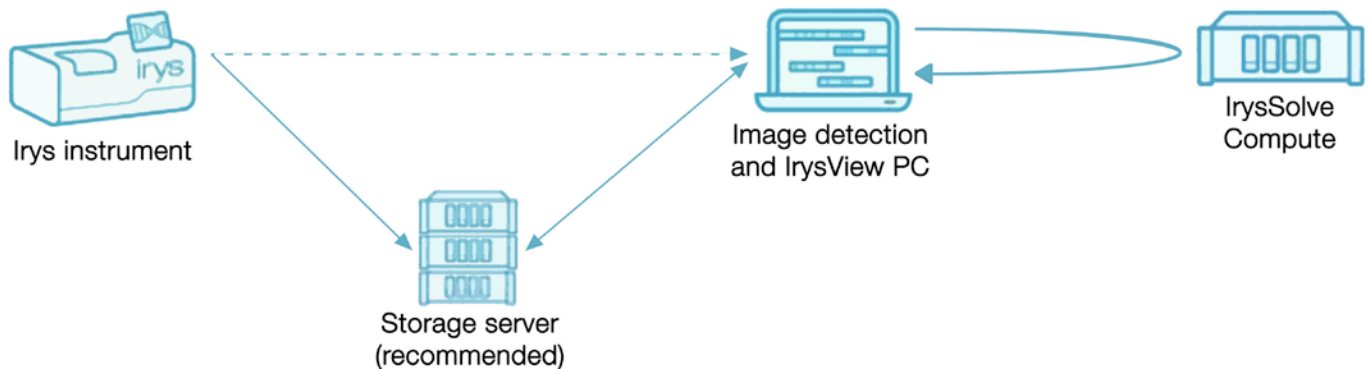 irys
Irys instrument
Image detection
and IrysView PC
IrysSolve
Compute
Storage server
(recommended)